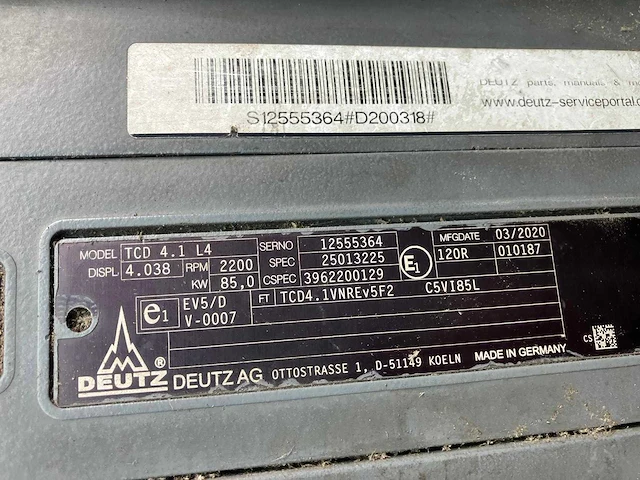 DEUTZ parts, manuals & m
www.deutz-serviceportal.c
S12555364#D200318#
MODEL TCD 4.1 L4 SERNO 12555364 MFGDATE 03/2020
DISPL 4.038 RPM 2200 SPEC 25013225 E1 120R 010187
KW 85,0 CSPEC 3962200129
e1 EV5/D V-0007 FT TCD4.1VNREv5F2 C5VI85L
CS
DEUTZ ® DEUTZ AG OTTOSTRASSE 1, D-51149 KOELN MADE IN GERMANY